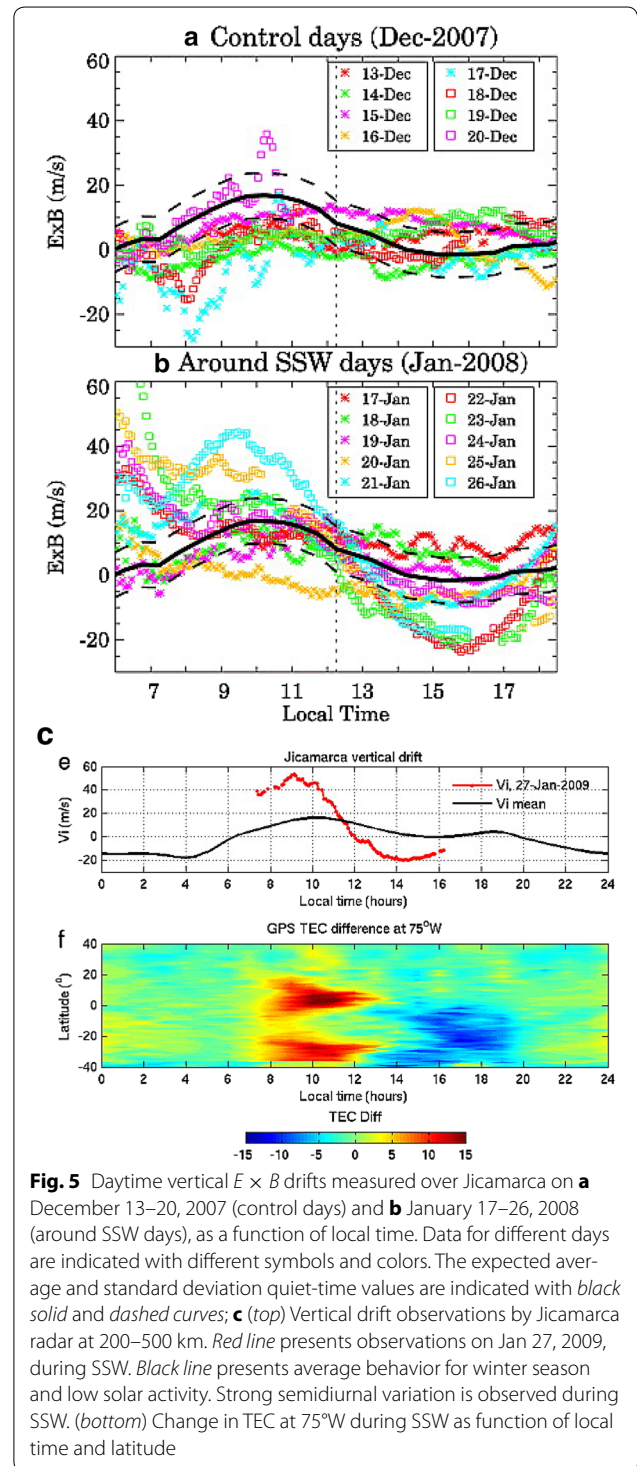 a Control days (Dec-2007)
60
40
20
0
-20
ExB (m/s)
13-Dec
14-Dec
15-Dec
16-Dec
17-Dec
18-Dec
19-Dec
20-Dec
b Around SSW days (Jan-2008)
60
40
20
0
-20
ExB (m/s)
17-Jan
18-Jan
19-Jan
20-Jan
21-Jan
22-Jan
23-Jan
24-Jan
25-Jan
26-Jan
7 9 11 13 15 17
Local Time
c
e
Jicamarca vertical drift
60
40
20
0
-20
Vi (m/s)
Vi, 27-Jan-2009
Vi mean
0 2 4 6 8 10 12 14 16 18 20 22 24
Local time (hours)
f
GPS TEC difference at 75°W
40
20
0
-20
-40
Latitude (°)
0 2 4 6 8 10 12 14 16 18 20 22 24
Local time (hours)
TEC Diff
-15 -10 -5 0 5 10 15
Fig. 5 Daytime vertical E × B drifts measured over Jicamarca on a
December 13–20, 2007 (control days) and b January 17–26, 2008
(around SSW days), as a function of local time. Data for different days
are indicated with different symbols and colors. The expected aver-
age and standard deviation quiet-time values are indicated with black
solid and dashed curves; c (top) Vertical drift observations by Jicamarca
radar at 200–500 km. Red line presents observations on Jan 27, 2009,
during SSW. Black line presents average behavior for winter season
and low solar activity. Strong semidiurnal variation is observed during
SSW. (bottom) Change in TEC at 75°W during SSW as function of local
time and latitude